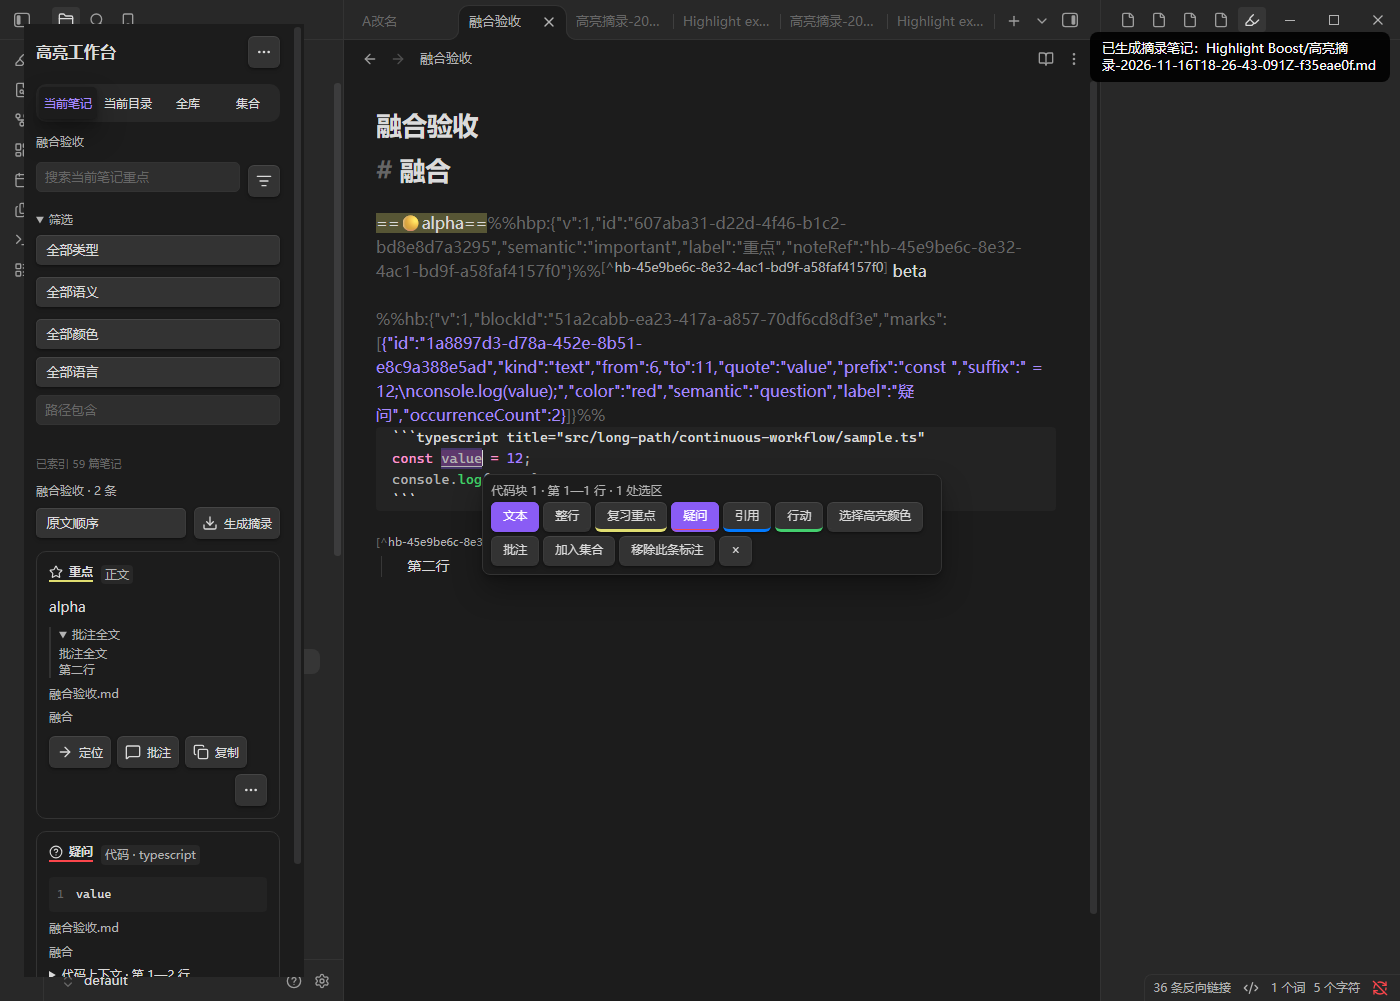 高亮工作台
当前笔记 当前目录 全库 集合
融合验收
搜索当前笔记重点
▼ 筛选
全部类型
全部语义
全部颜色
全部语言
路径包含
已索引 59 篇笔记
融合验收 · 2 条
原文顺序 生成摘录
重点 正文
alpha
▼ 批注全文
批注全文
第二行
融合验收.md
融合
定位 批注 复制
疑问 代码 · typescript
1 value
融合验收.md
融合
▶ 代码上下文 · 第 1—2 行
default
A改名 融合验收 高亮摘录-20... Highlight ex... 高亮摘录-20... Highlight ex...
融合验收
融合验收
# 融合
==🟡alpha==%%hbp:{"v":1,"id":"607aba31-d22d-4f46-b1c2-
bd8e8d7a3295","semantic":"important","label":"重点","noteRef":"hb-45e9be6c-8e32-
4ac1-bd9f-a58faf4157f0"}%%[^hb-45e9be6c-8e32-4ac1-bd9f-a58faf4157f0] beta
%%hb:{"v":1,"blockId":"51a2cabb-ea23-417a-a857-70df6cd8df3e","marks":
[{"id":"1a8897d3-d78a-452e-8b51-
e8c9a388e5ad","kind":"text","from":6,"to":11,"quote":"value","prefix":"const ","suffix":" =
12;\nconsole.log(value);","color":"red","semantic":"question","label":"疑
问","occurrenceCount":2}]}%%
```typescript title="src/long-path/continuous-workflow/sample.ts"
const value = 12;
console.log
```
代码块 1 · 第 1—1 行 · 1 处选区
文本 整行 复习重点 疑问 引用 行动 选择高亮颜色
批注 加入集合 移除此条标注 ×
[^hb-45e9be6c-8e3
第二行
已生成摘录笔记：Highlight Boost/高亮摘
录-2026-11-16T18-26-43-091Z-f35eae0f.md
36 条反向链接 </> 1 个词 5 个字符